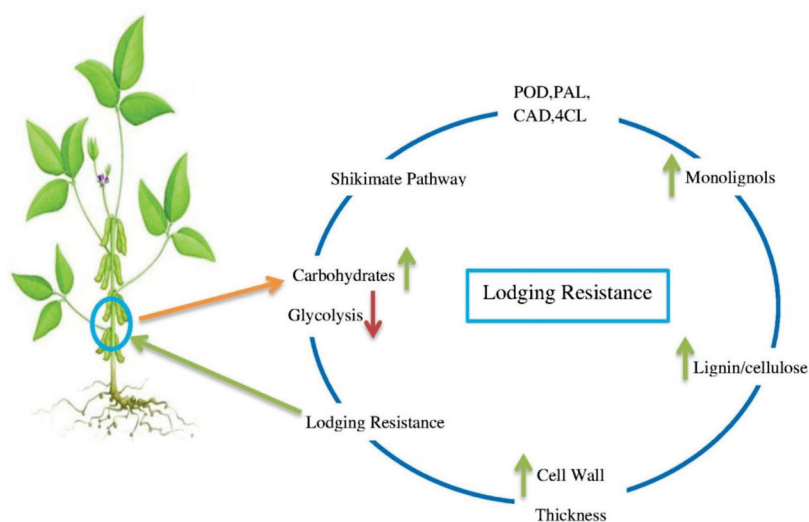 POD,PAL,
CAD,4CL
Shikimate Pathway
Monolignols
Carbohydrates
Lodging Resistance
Glycolysis
Lignin/cellulose
Lodging Resistance
Cell Wall
Thickness